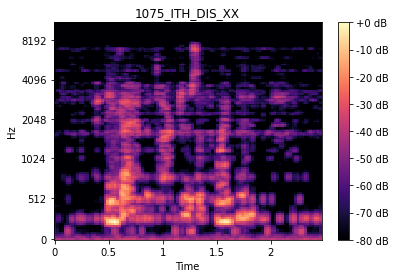 1075_ITH_DIS_XX
+0 dB
8192
-10 dB
4096
-20 dB
-30 dB
2048
Hz
-40 dB
1024
-50 dB
512
-60 dB
-70 dB
0
-80 dB
0 0.5 1 1.5 2
Time